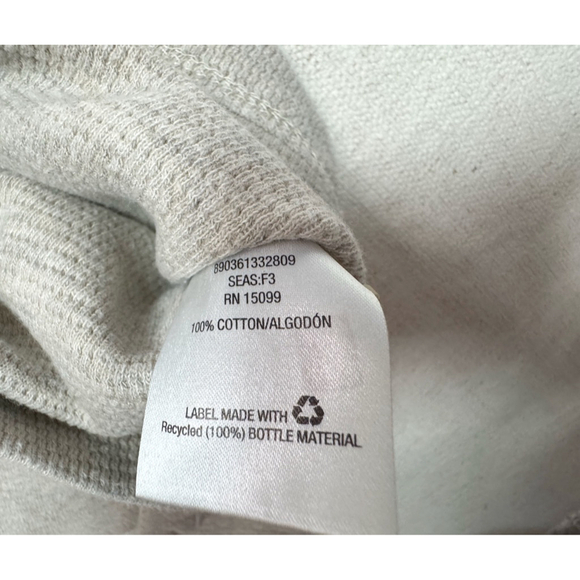 890361332809
SEAS:F3
RN 15099
100% COTTON/ALGODÓN
LABEL MADE WITH
Recycled (100%) BOTTLE MATERIAL